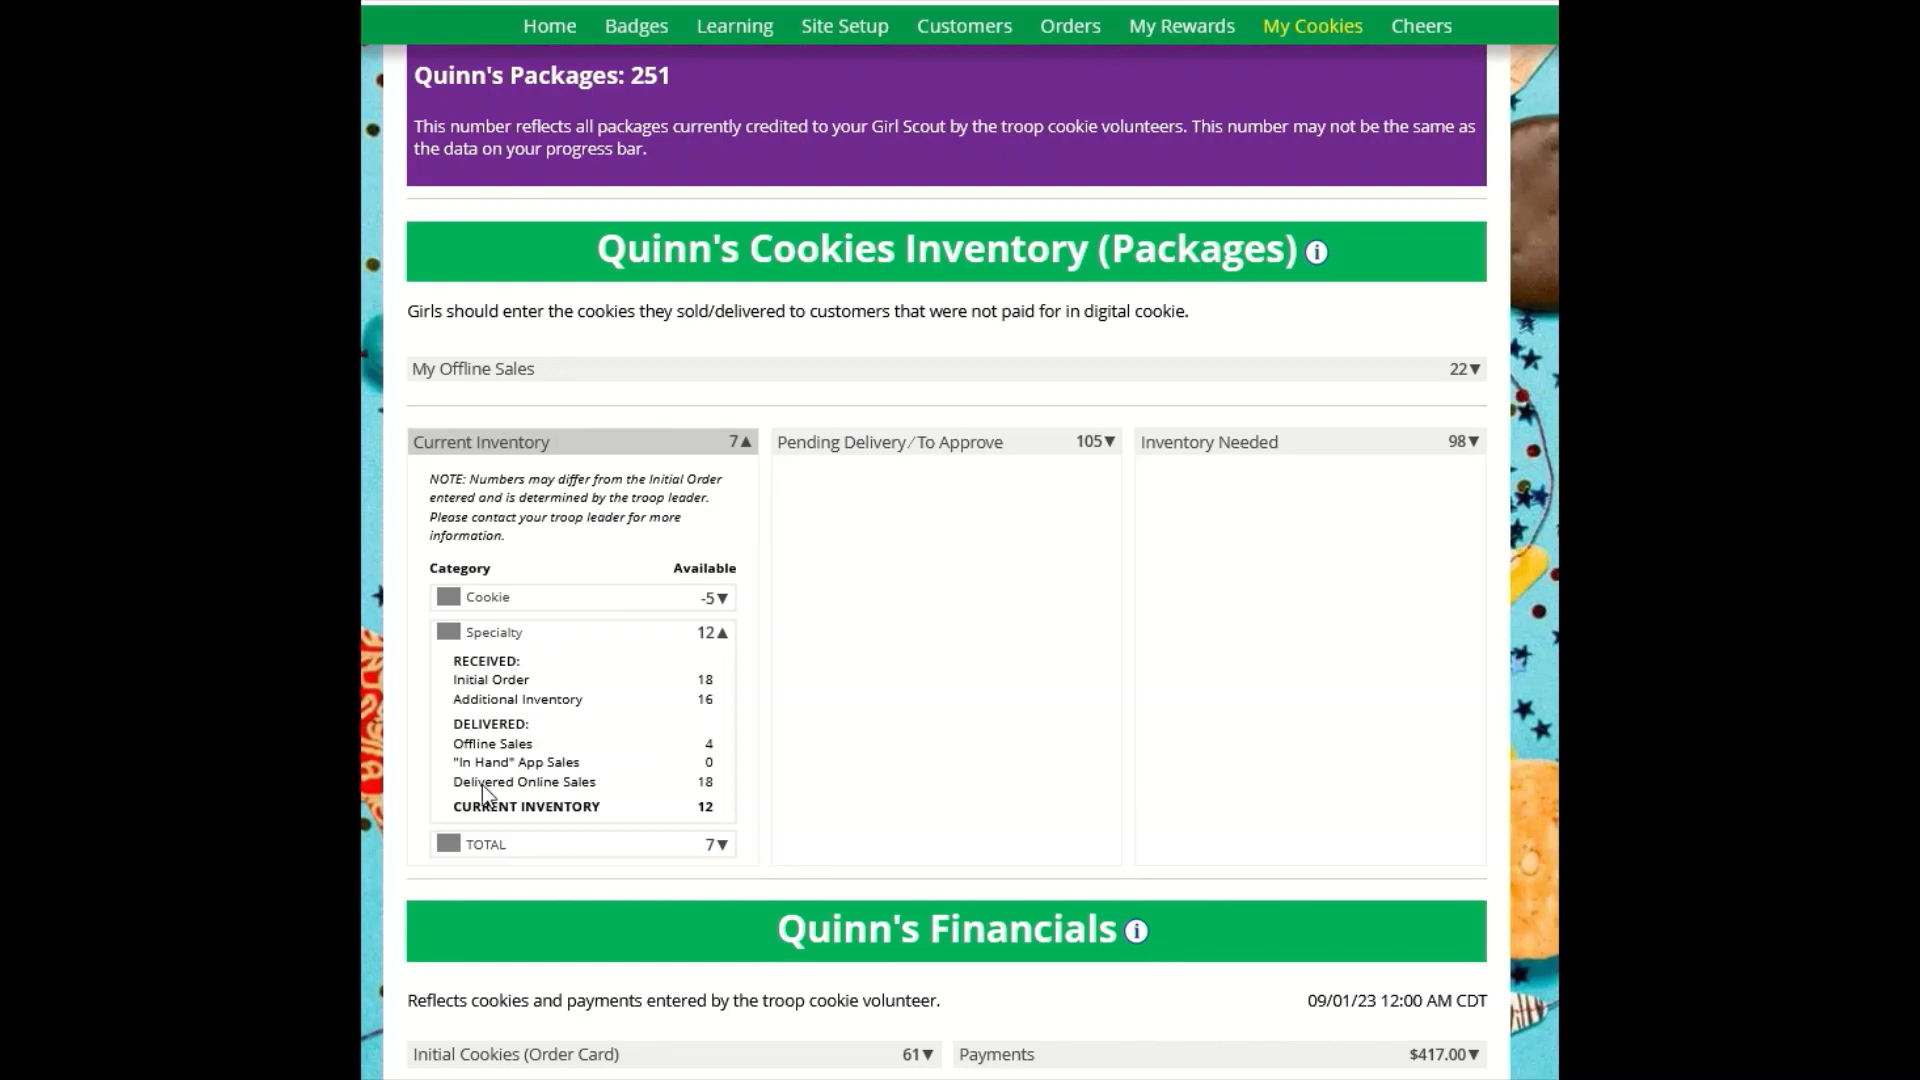 Home Badges Learning Site Setup Customers Orders My Rewards My Cookies Cheers
Quinn's Packages: 251
This number reflects all packages currently credited to your Girl Scout by the troop cookie volunteers. This number may not be the same as
the data on your progress bar.
Quinn's Cookies Inventory (Packages) i
Girls should enter the cookies they sold/delivered to customers that were not paid for in digital cookie.
My Offline Sales 22▼
Current Inventory 7▲
NOTE: Numbers may differ from the Initial Order
entered and is determined by the troop leader.
Please contact your troop leader for more
information.
Category Available
Cookie -5▼
Specialty 12▲
RECEIVED:
Initial Order 18
Additional Inventory 16
DELIVERED:
Offline Sales 4
"In Hand" App Sales 0
Delivered Online Sales 18
CURRENT INVENTORY 12
TOTAL 7▼
Pending Delivery/To Approve 105▼
Inventory Needed 98▼
Quinn's Financials i
Reflects cookies and payments entered by the troop cookie volunteer. 09/01/23 12:00 AM CDT
Initial Cookies (Order Card) 61▼
Payments $417.00▼